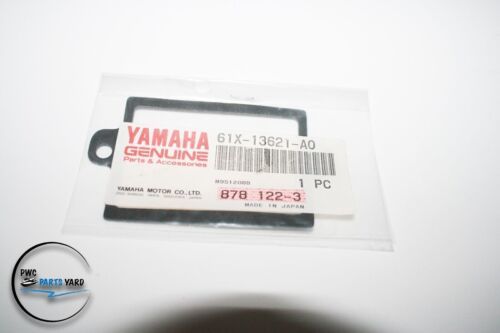 YAMAHA
GENUINE
Parts & Accessories
61X-13621-A0
1 PC
YAMAHA MOTOR CO.,LTD.
878 122-3
MADE IN JAPAN
PWC
PARTS YARD